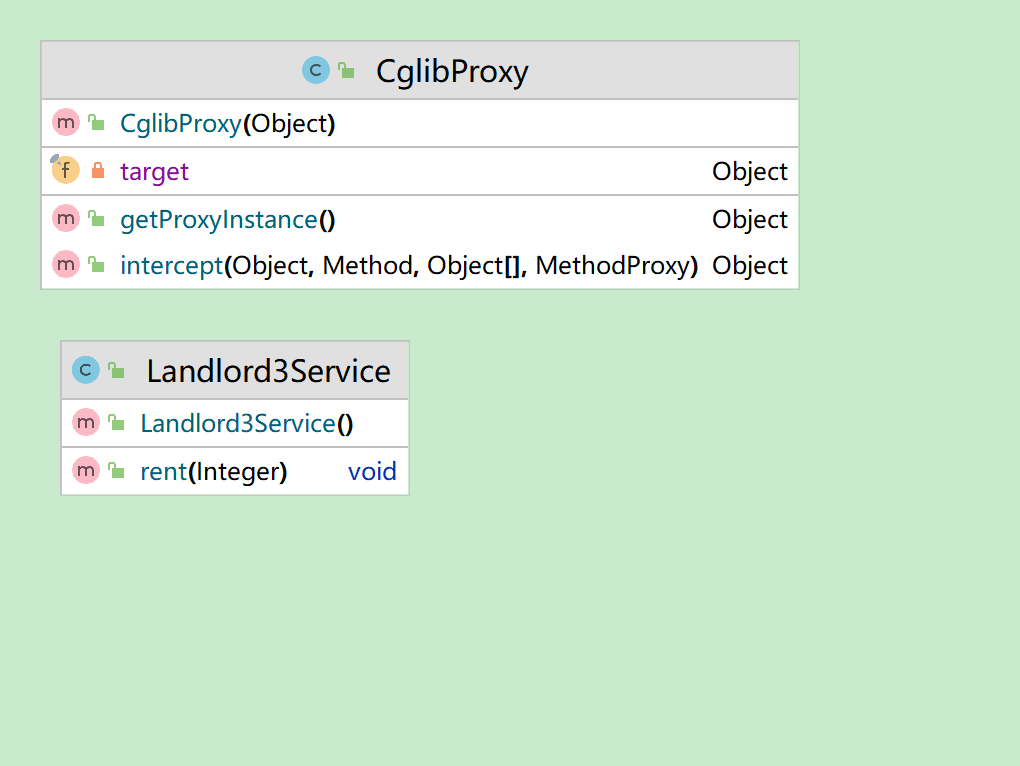 C CglibProxy
m CglibProxy(Object)
f target Object
m getProxyInstance() Object
m intercept(Object, Method, Object[], MethodProxy) Object
C Landlord3Service
m Landlord3Service()
m rent(Integer) void